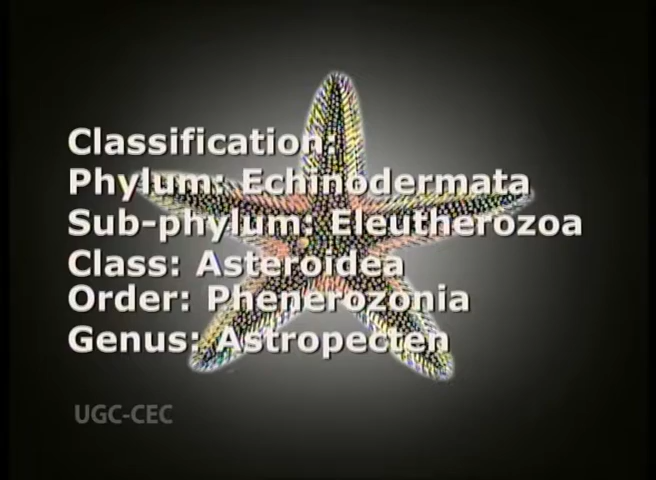 Classification:
Phylum: Echinodermata
Sub-phylum: Eleutherozoa
Class: Asteroidea
Order: Phenerozonia
Genus: Astropecten
UGC-CEC